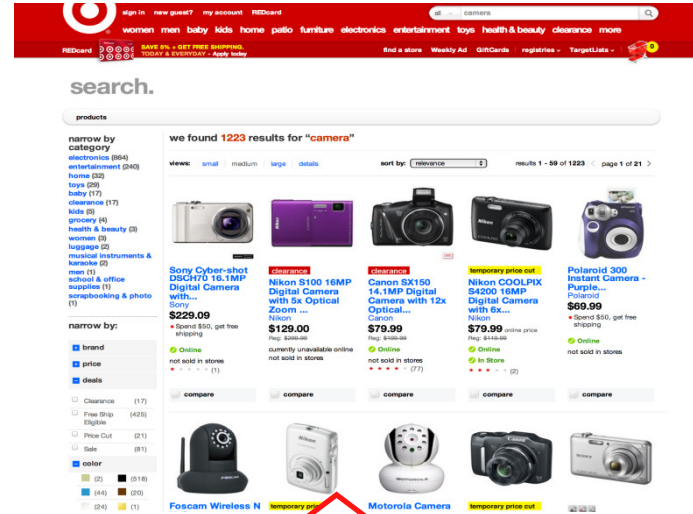 sign in new guest? my account REDcard
all camera
women men baby kids home patio furniture electronics entertainment toys health & beauty clearance more
REDcard SAVE 5% + GET FREE SHIPPING.
TODAY & EVERYDAY - Apply today
find a store Weekly Ad GiftCards registries TargetLists 0
search.
products
narrow by
category
electronics (864)
entertainment (240)
home (32)
toys (29)
baby (17)
clearance (17)
kids (5)
grocery (4)
health & beauty (3)
women (3)
luggage (2)
musical instruments &
karaoke (2)
men (1)
school & office
supplies (1)
scrapbooking & photo
(1)
narrow by:
brand
price
deals
Clearance (17)
Free Ship (425)
Eligible
Price Cut (21)
Sale (81)
color
(2) (518)
(44) (20)
(24) (1)
we found 1223 results for "camera"
views: small medium large details
sort by: relevance
results 1 - 59 of 1223 < page 1 of 21 >
Sony Cyber-shot
DSCH70 16.1MP
Digital Camera
with...
Sony
$229.09
Spend $50, get free
shipping
Online
not sold in stores
(1)
compare
clearance
Nikon S100 16MP
Digital Camera
with 5x Optical
Zoom ...
Nikon
$129.00
Reg: $299.99
currently unavailable online
not sold in stores
compare
clearance
Canon SX150
14.1MP Digital
Camera with 12x
Optical...
Canon
$79.99
Reg: $199.99
Online
not sold in stores
(77)
compare
temporary price cut
Nikon COOLPIX
S4200 16MP
Digital Camera
with 6x...
Nikon
$79.99 online price
Reg: $119.99
Online
In Store
(2)
compare
Polaroid 300
Instant Camera -
Purple...
Polaroid
$69.99
Spend $50, get free
shipping
Online
not sold in stores
compare
Foscam Wireless N
temporary
Motorola Camera
temporary price cut